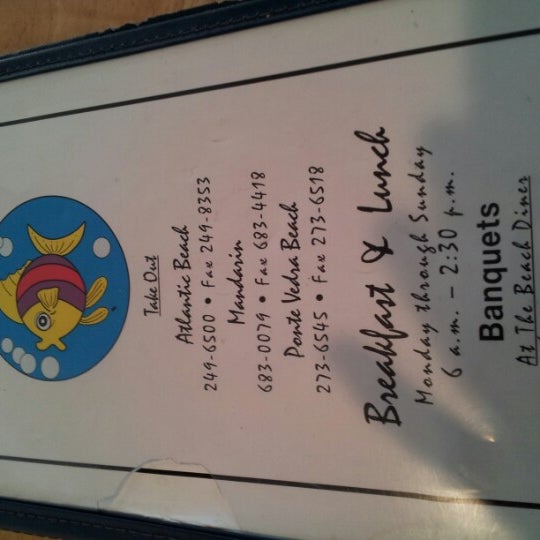 Take Out
Atlantic Beach
249-6500 • Fax 249-8353
Mandarin
683-0079 • Fax 683-4418
Ponte Vedra Beach
273-6545 • Fax 273-6518
Breakfast & Lunch
Monday through Sunday
6 a.m. - 2:30 p.m.
Banquets
At The Beach Diner